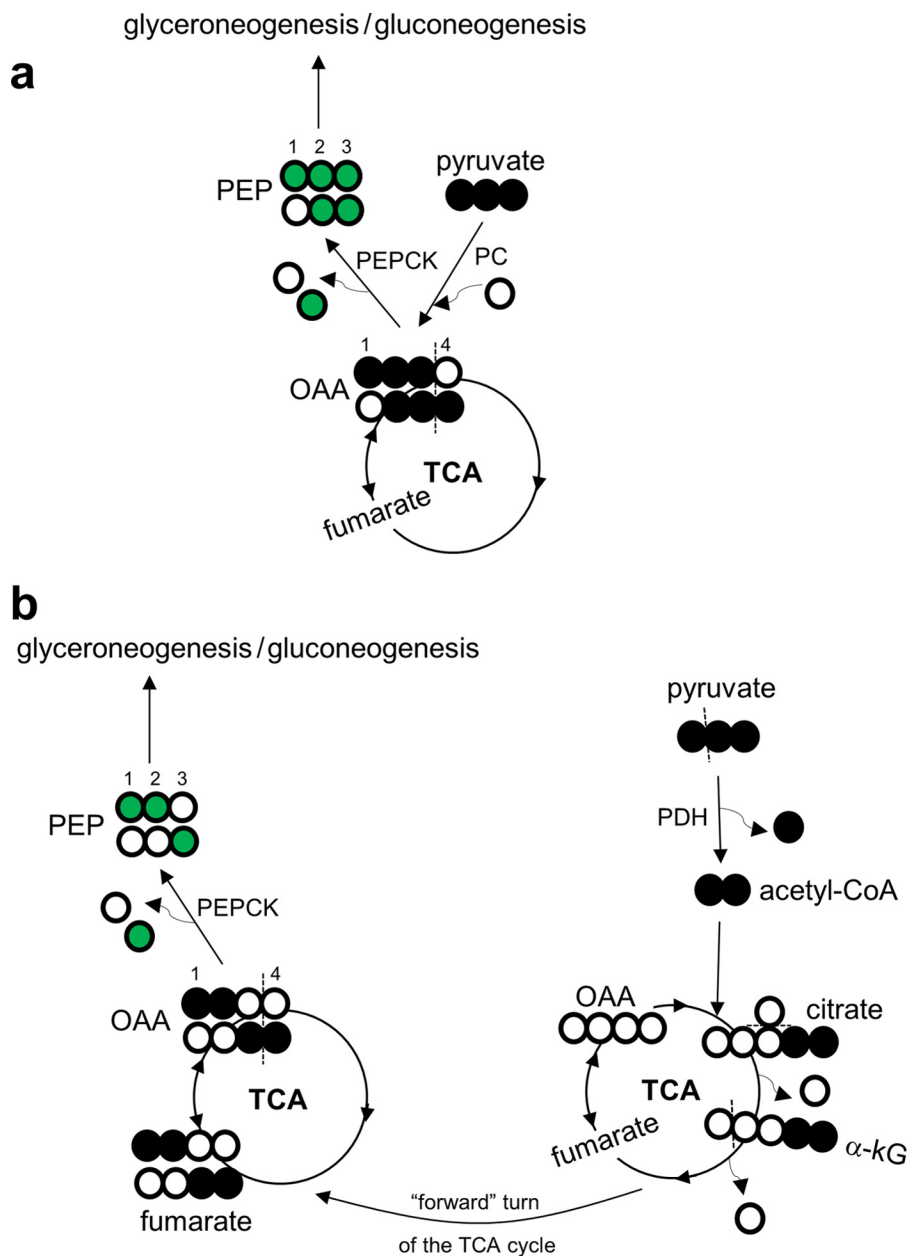 glyceroneogenesis/gluconeogenesis
a
1 2 3
pyruvate
PEP
PEPCK
PC
1 4
OAA
TCA
fumarate
b
glyceroneogenesis/gluconeogenesis
pyruvate
1 2 3
PEP
PDH
PEPCK
acetyl-CoA
1 4
OAA
TCA
fumarate
OAA
citrate
TCA
fumarate
α-kG
"forward" turn
of the TCA cycle